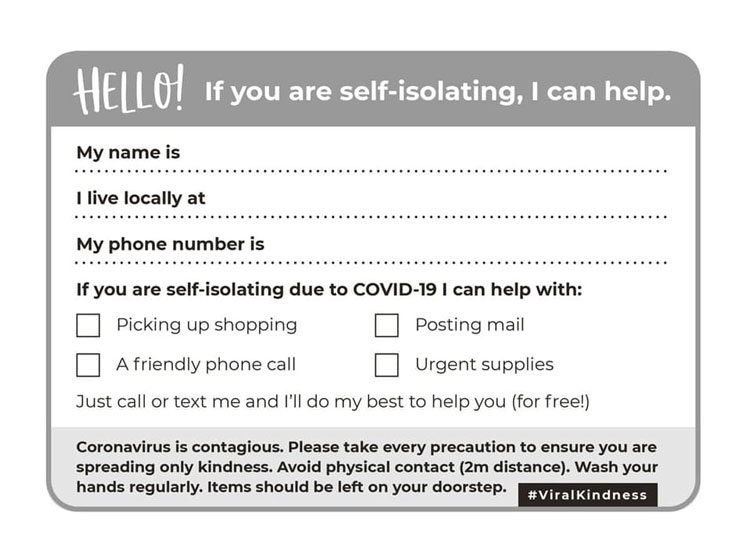 HELLO! If you are self-isolating, I can help.
My name is
I live locally at
My phone number is
If you are self-isolating due to COVID-19 I can help with:
Picking up shopping
Posting mail
A friendly phone call
Urgent supplies
Just call or text me and I'll do my best to help you (for free!)
Coronavirus is contagious. Please take every precaution to ensure you are
spreading only kindness. Avoid physical contact (2m distance). Wash your
hands regularly. Items should be left on your doorstep.
#ViralKindness